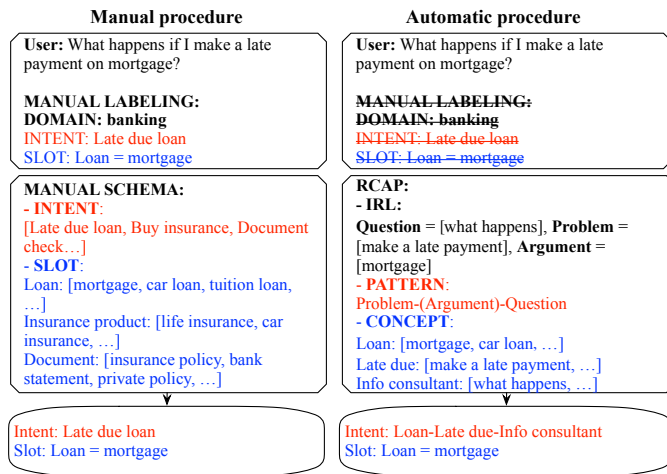 Manual procedure
User: What happens if I make a late
payment on mortgage?
MANUAL LABELING:
DOMAIN: banking
INTENT: Late due loan
SLOT: Loan = mortgage
MANUAL SCHEMA:
- INTENT:
[Late due loan, Buy insurance, Document
check…]
- SLOT:
Loan: [mortgage, car loan, tuition loan,
…]
Insurance product: [life insurance, car
insurance, …]
Document: [insurance policy, bank
statement, private policy, …]
Intent: Late due loan
Slot: Loan = mortgage
Automatic procedure
User: What happens if I make a late
payment on mortgage?
MANUAL LABELING:
DOMAIN: banking
INTENT: Late due loan
SLOT: Loan = mortgage
RCAP:
- IRL:
Question = [what happens], Problem =
[make a late payment], Argument =
[mortgage]
- PATTERN:
Problem-(Argument)-Question
- CONCEPT:
Loan: [mortgage, car loan, …]
Late due: [make a late payment, …]
Info consultant: [what happens, …]
Intent: Loan-Late due-Info consultant
Slot: Loan = mortgage